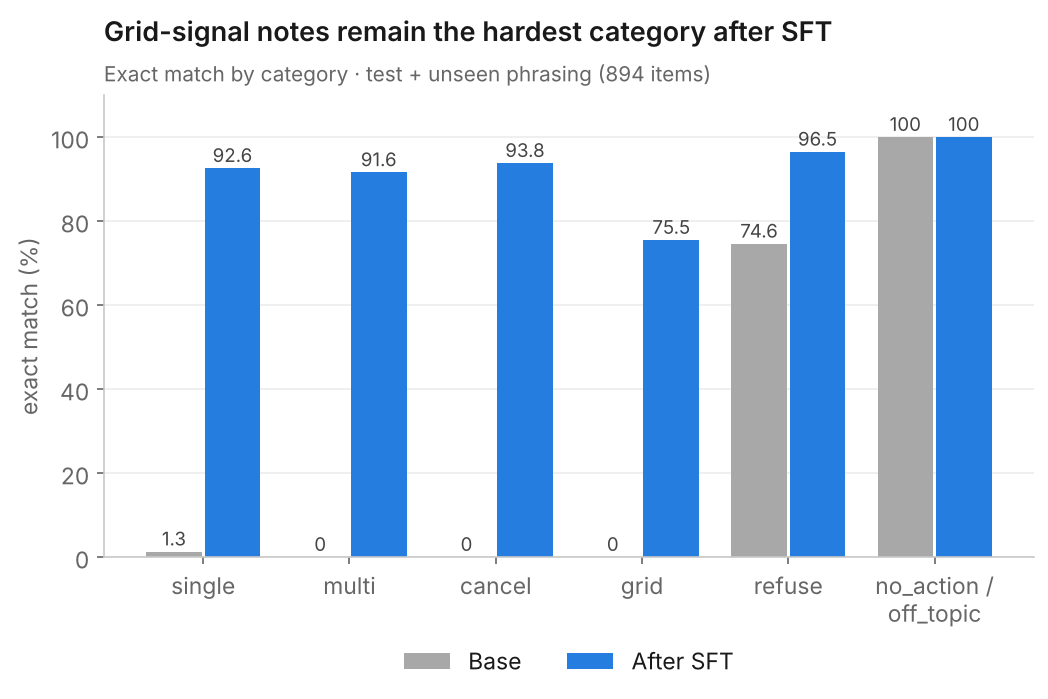 Grid-signal notes remain the hardest category after SFT
Exact match by category · test + unseen phrasing (894 items)
exact match (%)
100
80
60
40
20
0
1.3
92.6
0
91.6
0
93.8
0
75.5
74.6
96.5
100
100
single
multi
cancel
grid
refuse
no_action /
off_topic
Base
After SFT